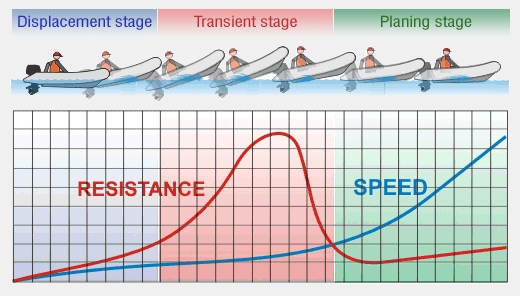 Displacement stage
Transient stage
Planing stage
RESISTANCE
SPEED